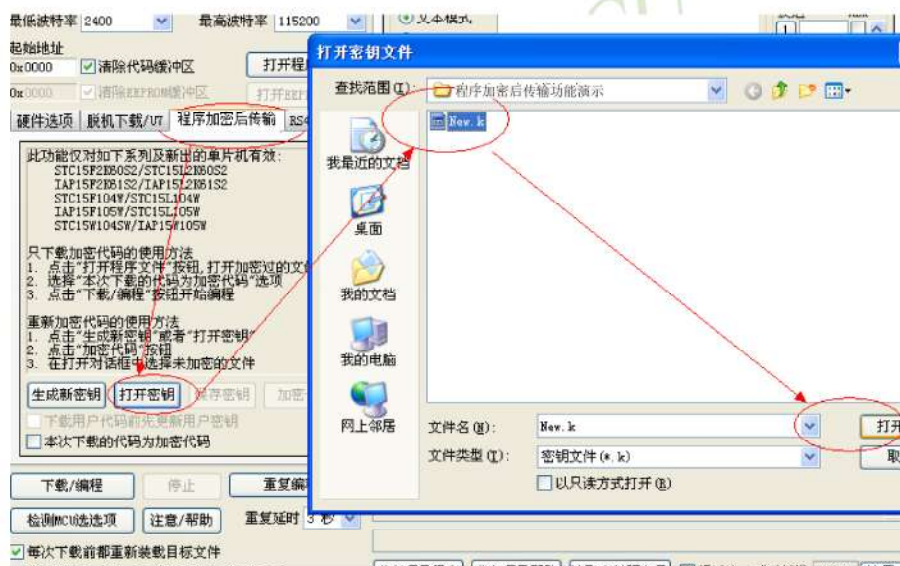 最低波特率 2400 最高波特率 115200 文本模式
起始地址
0x0000 清除代码缓冲区 打开程
0x0000 清除EEPROM缓冲区 打开EEP
硬件选项 脱机下载/U7 程序加密后传输 RS4
此功能仅对如下系列及新出的单片机有效:
STC15F2K60S2/STC15L2K60S2
IAP15F2K61S2/IAP15L2K61S2
STC15F104W/STC15L104W
IAP15F105W/STC15L105W
STC15W104SW/IAP15W105W
只下载加密代码的使用方法
1. 点击"打开程序文件"按钮,打开加密过的文
2. 选择"本次下载的代码为加密代码"选项
3. 点击"下载/编程"按钮开始编程
重新加密代码的使用方法
1. 点击"生成新密钥"或者"打开密钥"
2. 点击"加密代码"按钮
3. 在打开对话框中选择未加密的文件
生成新密钥 打开密钥 保存密钥 加密
下载用户代码前先更新用户密钥
本次下载的代码为加密代码
下载/编程 停止 重复编
检测MCU选选项 注意/帮助 重复延时 3 秒
每次下载前都重新装载目标文件
打开密钥文件
查找范围(I): 程序加密后传输功能演示
New.k
我最近的文档
桌面
我的文档
我的电脑
网上邻居
文件名(N): New.k 打开
文件类型(T): 密钥文件(*.k) 取
以只读方式打开(R)